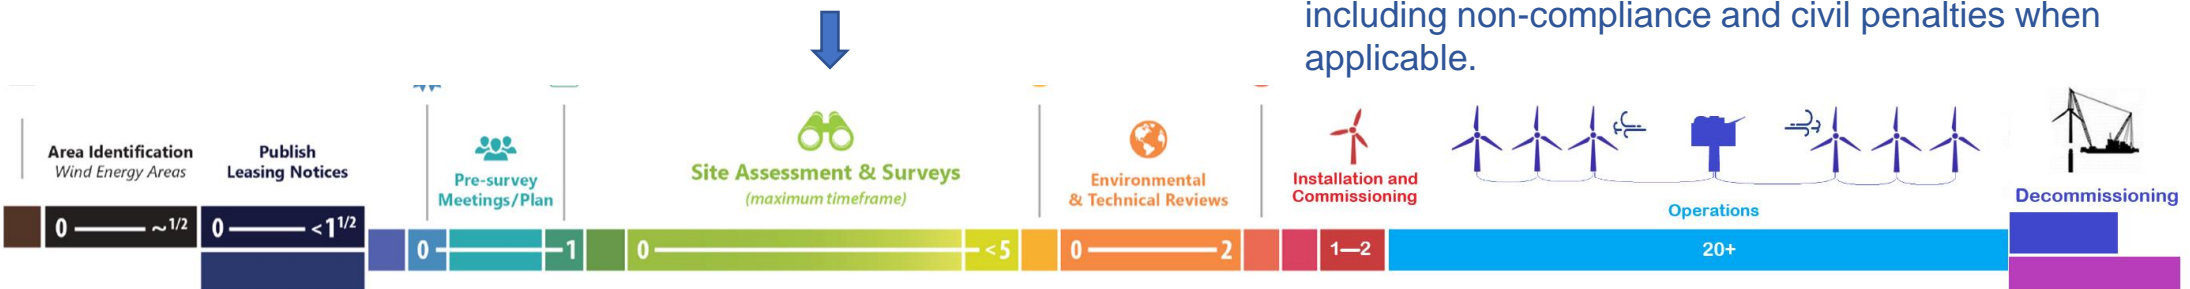 including non-compliance and civil penalties when
applicable.
Area Identification
Wind Energy Areas
0 ~1/2
Publish
Leasing Notices
0 <1 1/2
Pre-survey
Meetings/Plan
0 1
Site Assessment & Surveys
(maximum timeframe)
0 <5
Environmental
& Technical Reviews
0 2
Installation and
Commissioning
1—2
Operations
20+
Decommissioning